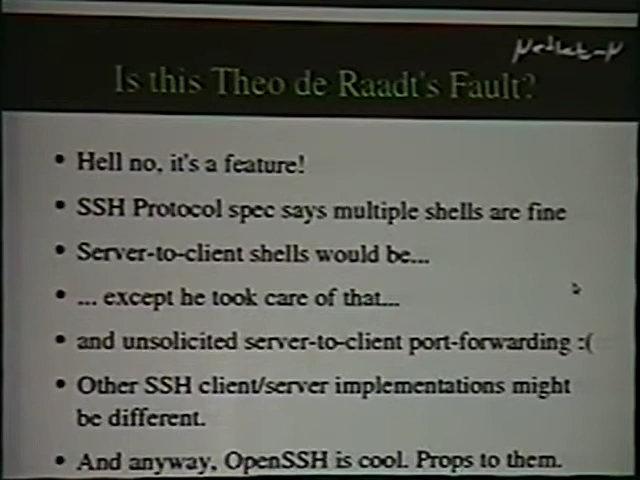 Is this Theo de Raadt's Fault?
• Hell no, it's a feature!
• SSH Protocol spec says multiple shells are fine
• Server-to-client shells would be...
• ... except he took care of that...
• and unsolicited server-to-client port-forwarding :(
• Other SSH client/server implementations might
be different.
• And anyway, OpenSSH is cool. Props to them.